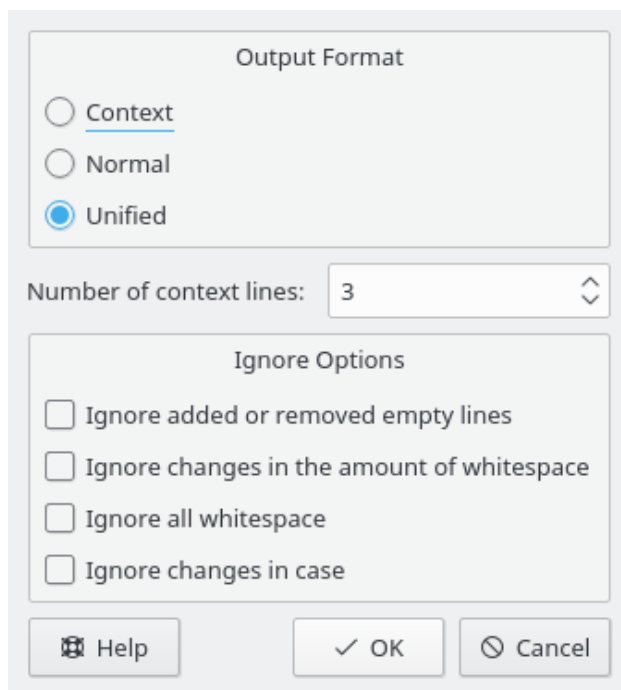 Output Format
Context
Normal
Unified
Number of context lines: 3
Ignore Options
Ignore added or removed empty lines
Ignore changes in the amount of whitespace
Ignore all whitespace
Ignore changes in case
Help OK Cancel